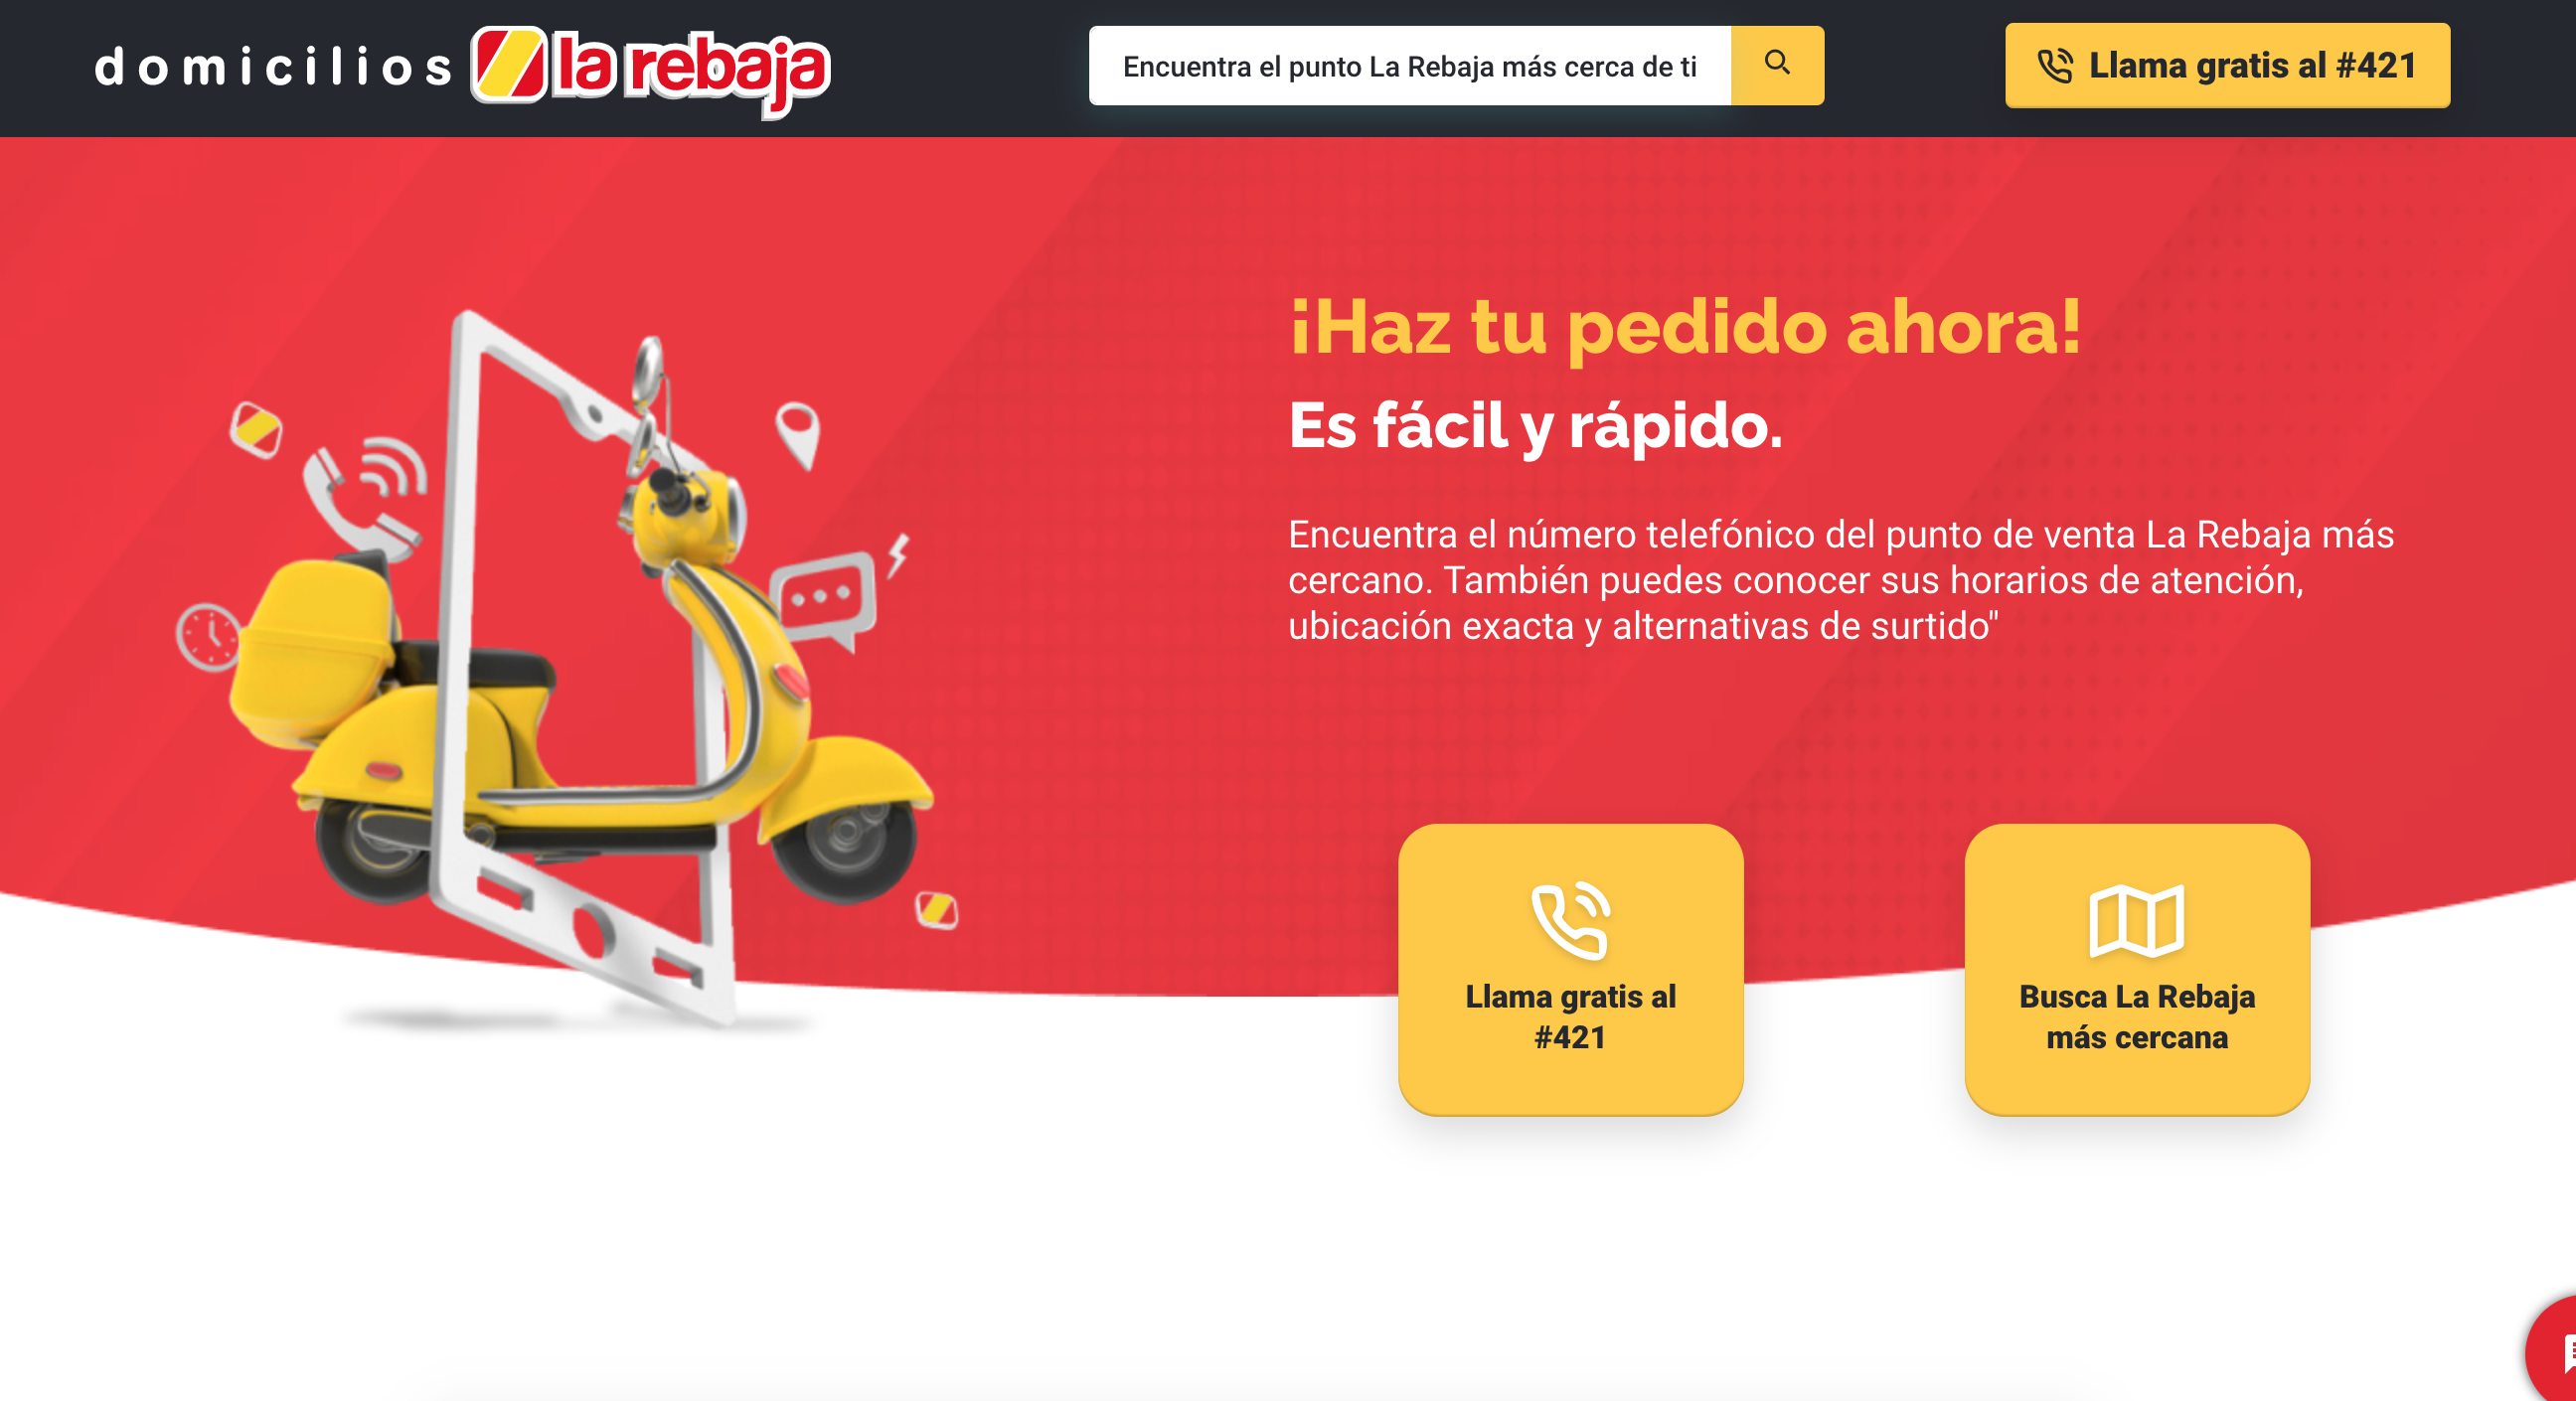 domicilios la rebaja
Encuentra el punto La Rebaja más cerca de ti
Llama gratis al #421
¡Haz tu pedido ahora!
Es fácil y rápido.
Encuentra el número telefónico del punto de venta La Rebaja más
cercano. También puedes conocer sus horarios de atención,
ubicación exacta y alternativas de surtido"
Llama gratis al
#421
Busca La Rebaja
más cercana